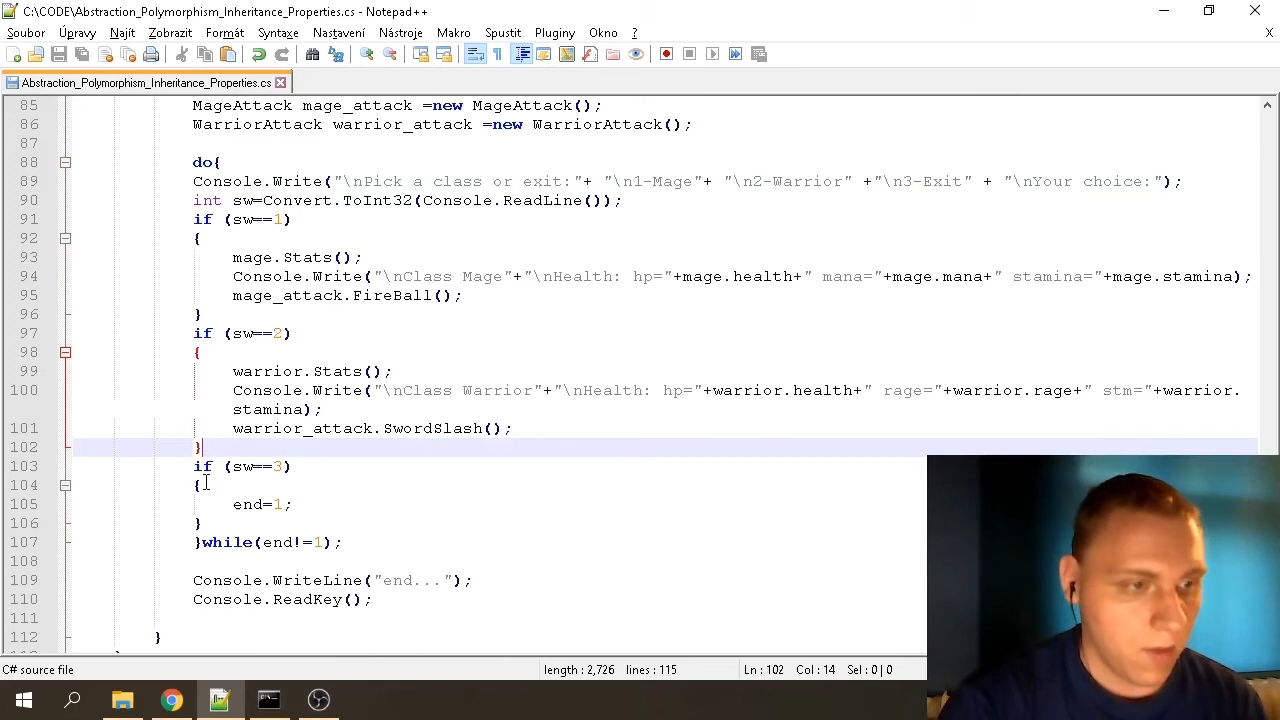 C:\CODE\Abstraction_Polymorphism_Inheritance_Properties.cs - Notepad++
Soubor Úpravy Najít Zobrazit Formát Syntaxe Nastavení Nástroje Makro Spustit Pluginy Okno ? X
Abstraction_Polymorphism_Inheritance_Properties.cs
85 MageAttack mage_attack =new MageAttack();
86 WarriorAttack warrior_attack =new WarriorAttack();
87
88 do{
89 Console.Write("\nPick a class or exit:"+ "\n1-Mage"+ "\n2-Warrior" +"\n3-Exit" + "\nYour choice:");
90 int sw=Convert.ToInt32(Console.ReadLine());
91 if (sw==1)
92 {
93 mage.Stats();
94 Console.Write("\nClass Mage"+"\nHealth: hp="+mage.health+" mana="+mage.mana+" stamina="+mage.stamina);
95 mage_attack.FireBall();
96 }
97 if (sw==2)
98 {
99 warrior.Stats();
100 Console.Write("\nClass Warrior"+"\nHealth: hp="+warrior.health+" rage="+warrior.rage+" stm="+warrior.
stamina);
101 warrior_attack.SwordSlash();
102 }
103 if (sw==3)
104 {
105 end=1;
106 }
107 }while(end!=1);
108
109 Console.WriteLine("end...");
110 Console.ReadKey();
111
112 }
C# source file length : 2,726 lines : 115 Ln : 102 Col : 14 Sel : 0 | 0